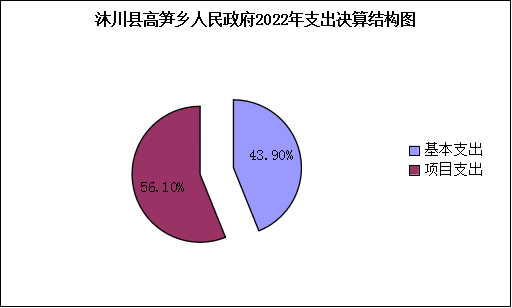 沐川县高笋乡人民政府2022年支出决算结构图
43.90%
56.10%
基本支出
项目支出